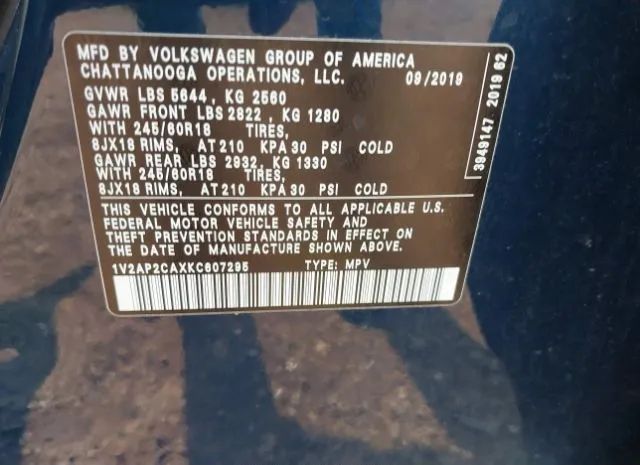 MFD BY VOLKSWAGEN GROUP OF AMERICA
CHATTANOOGA OPERATIONS, LLC. 09/2019
GVWR LBS 5644 , KG 2560
GAWR FRONT LBS 2822 , KG 1280
WITH 245/60R18 TIRES,
8JX18 RIMS, AT 210 KPA 30 PSI COLD
GAWR REAR LBS 2932, KG 1330
WITH 245/60R18 TIRES,
8JX18 RIMS, AT 210 KPA 30 PSI COLD
THIS VEHICLE CONFORMS TO ALL APPLICABLE U.S.
FEDERAL MOTOR VEHICLE SAFETY AND
THEFT PREVENTION STANDARDS IN EFFECT ON
THE DATE OF MANUFACTURE SHOWN ABOVE.
1V2AP2CAXKC607295 TYPE: MPV
3949147 2019 62